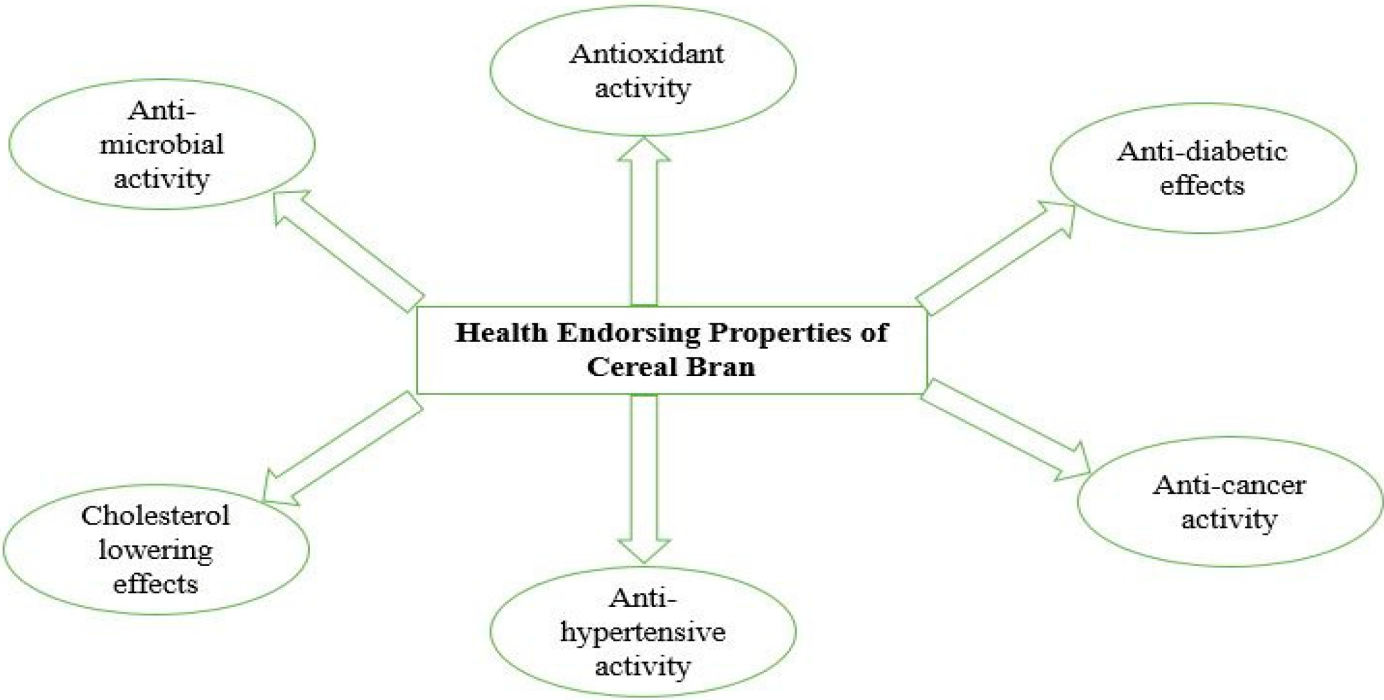 Antioxidant
activity
Anti-
microbial
activity
Anti-diabetic
effects
Health Endorsing Properties of
Cereal Bran
Cholesterol
lowering
effects
Anti-cancer
activity
Anti-
hypertensive
activity